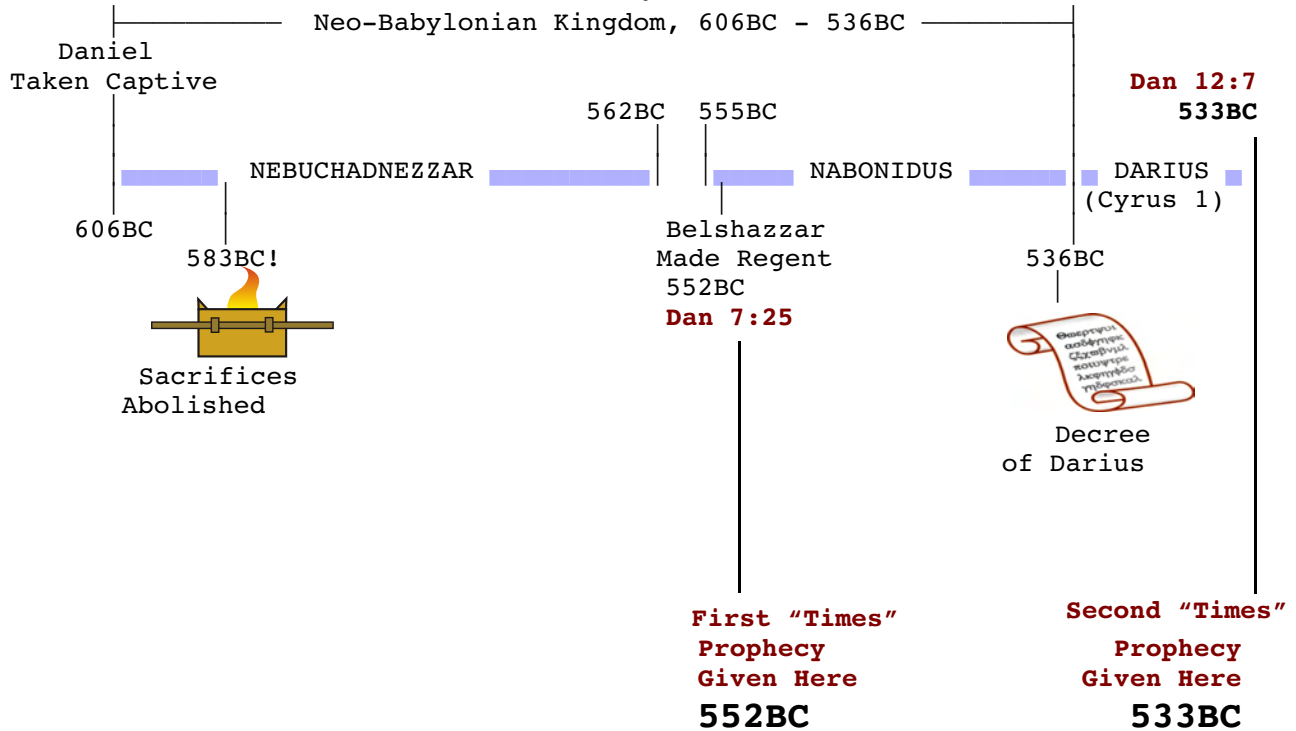 Neo-Babylonian Kingdom, 606BC - 536BC
Daniel
Taken Captive
Dan 12:7
533BC
562BC
555BC
NEBUCHADNEZZAR
NABONIDUS
DARIUS
(Cyrus 1)
606BC
583BC!
Belshazzar
Made Regent
552BC
Dan 7:25
536BC
Sacrifices
Abolished
Decree
of Darius
First “Times”
Prophecy
Given Here
552BC
Second “Times”
Prophecy
Given Here
533BC